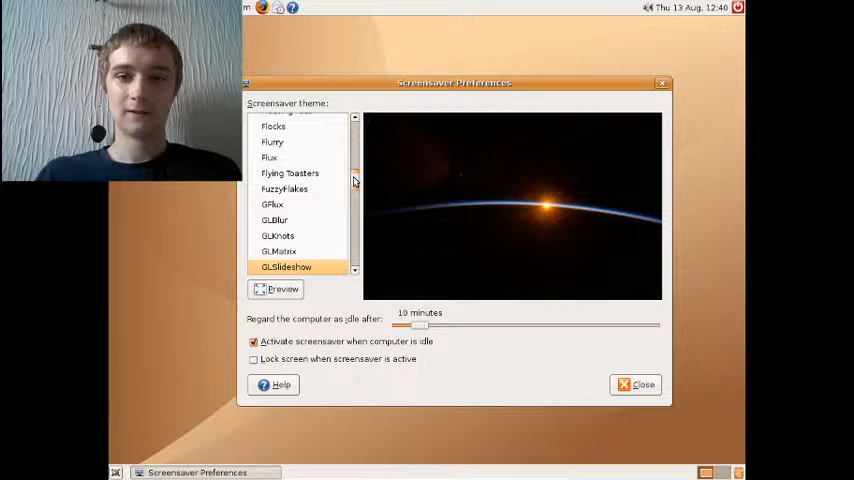 m
Thu 13 Aug, 12:40
Screensaver Preferences
Screensaver theme:
Flocks
Flurry
Flux
Flying Toasters
FuzzyFlakes
GFlux
GLBlur
GLKnots
GLMatrix
GLSlideshow
Preview
10 minutes
Regard the computer as idle after:
Activate screensaver when computer is idle
Lock screen when screensaver is active
Help
Close
Screensaver Preferences